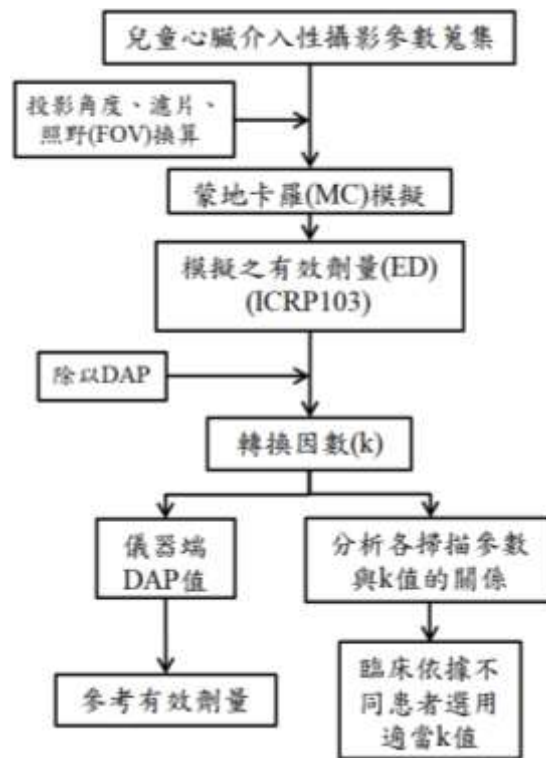 兒童心臟介入性攝影參數蒐集
投影角度、濾片、
照野(FOV)換算
蒙地卡羅(MC)模擬
模擬之有效劑量(ED)
(ICRP103)
除以DAP
轉換因數(k)
儀器端
DAP值
分析各掃描參數
與k值的關係
參考有效劑量
臨床依據不
同患者選用
適當k值